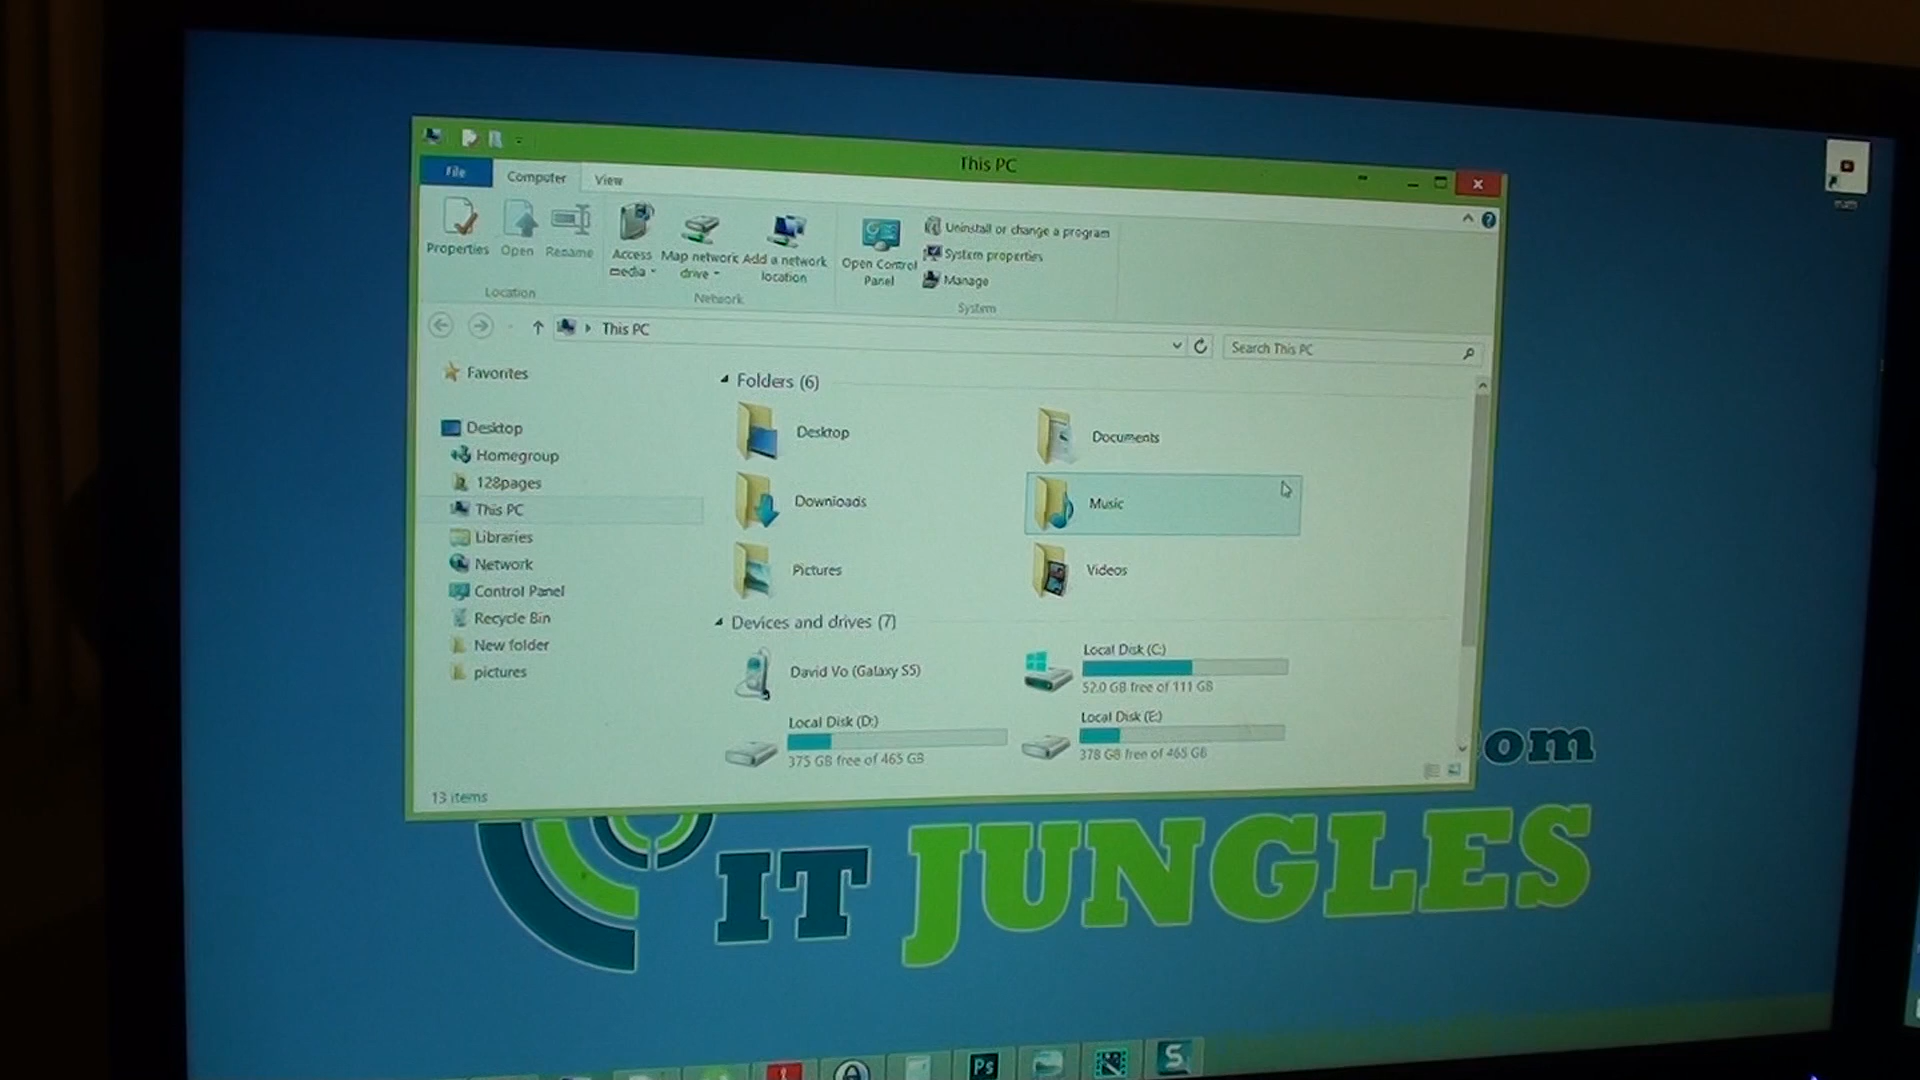 This PC
File
Computer
View
Properties
Open
Rename
Access media
Map network drive
Add a network location
Open Control Panel
Uninstall or change a program
System properties
Manage
Location
Network
System
This PC
Search This PC
Favorites
Desktop
Homegroup
128pages
This PC
Libraries
Network
Control Panel
Recycle Bin
New folder
pictures
Folders (6)
Desktop
Documents
Downloads
Music
Pictures
Videos
Devices and drives (7)
David Vo (Galaxy S5)
Local Disk (C:)
52.0 GB free of 111 GB
Local Disk (D:)
375 GB free of 465 GB
Local Disk (E:)
378 GB free of 465 GB
13 items
om
IT JUNGLES
Ps
S